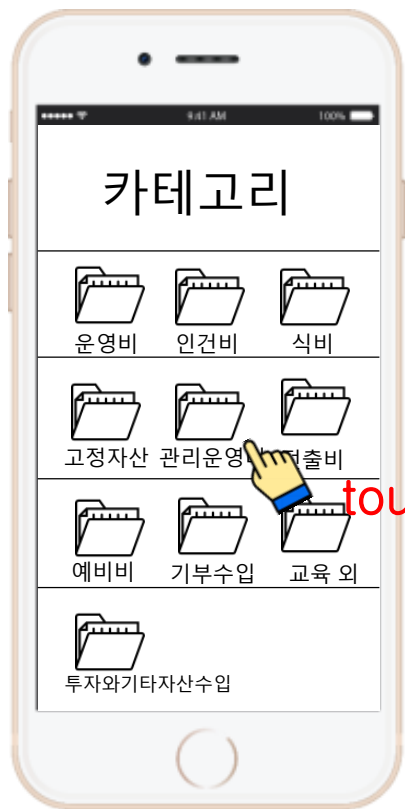 9:41 AM 100%
카테고리
운영비 인건비 식비
고정자산 관리운영
출비
tou
예비비 기부수입 교육 외
투자와기타자산수입